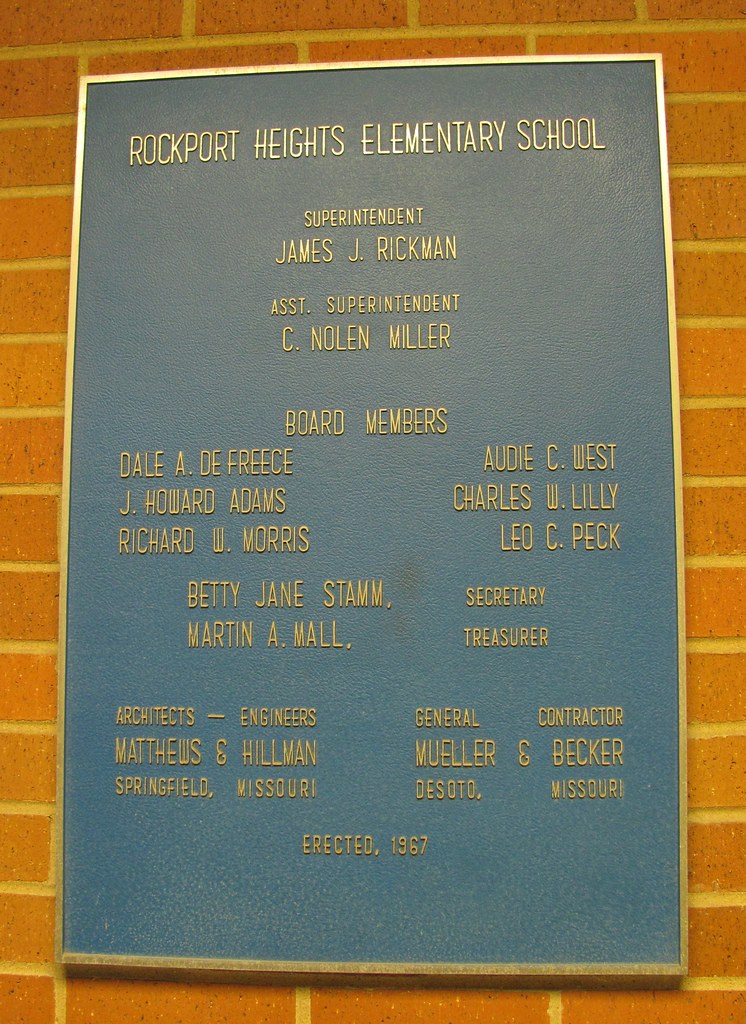 ROCKPORT HEIGHTS ELEMENTARY SCHOOL
SUPERINTENDENT
JAMES J. RICKMAN
ASST. SUPERINTENDENT
C. NOLEN MILLER
BOARD MEMBERS
DALE A. DE FREECE AUDIE C. WEST
J. HOWARD ADAMS CHARLES W. LILLY
RICHARD W. MORRIS LEO C. PECK
BETTY JANE STAMM, SECRETARY
MARTIN A. MALL, TREASURER
ARCHITECTS — ENGINEERS GENERAL CONTRACTOR
MATTHEWS & HILLMAN MUELLER & BECKER
SPRINGFIELD, MISSOURI DESOTO, MISSOURI
ERECTED, 1967